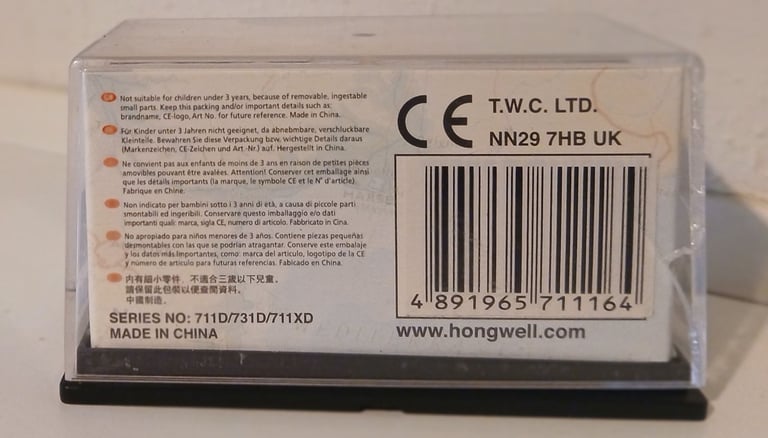 Not suitable for children under 3 years, because of removable, ingestable
small parts. Keep this packing and/or important details such as:
brandname, CE-logo, Art No. for future reference. Made in China.
Für Kinder unter 3 Jahren nicht geeignet, da abnehmbare, verschluckbare
Kleinteile. Bewahren Sie diese Verpackung bzw. wichtige Details daraus
(Markenzeichen, CE-Zeichen und Art.-Nr.) auf. Hergestellt in China.
Ne convient pas aux enfants de moins de 3 ans en raison de petites pièces
amovibles pouvant être avalées. Attention! Conserver cet emballage ainsi
que les détails importants (la marque, le symbole CE et le N° d'article).
Fabrique en Chine.
Non indicato per bambini sotto i 3 anni di età, a causa di piccole parti
smontabili ed ingeribili. Conservare questo imballaggio e/o dati
importanti quali: marca, sigla CE, numero di articolo. Fabbricato in Cina.
No apropiado para niños menores de 3 años. Contiene piezas pequeñas
desmontables con las que se podrían atragantar. Conserve este embalaje
y los datos más importantes, como: marca del articulo, logotipo de la CE
y número de articulo para futuras referencias. Fabicado en China.
內有細小零件，不適合三歲以下兒童。
請保留此包裝以便查閱資料。
中國製造。
SERIES NO: 711D/731D/711XD
MADE IN CHINA
CE
T.W.C. LTD.
NN29 7HB UK
4 891965 711164
www.hongwell.com